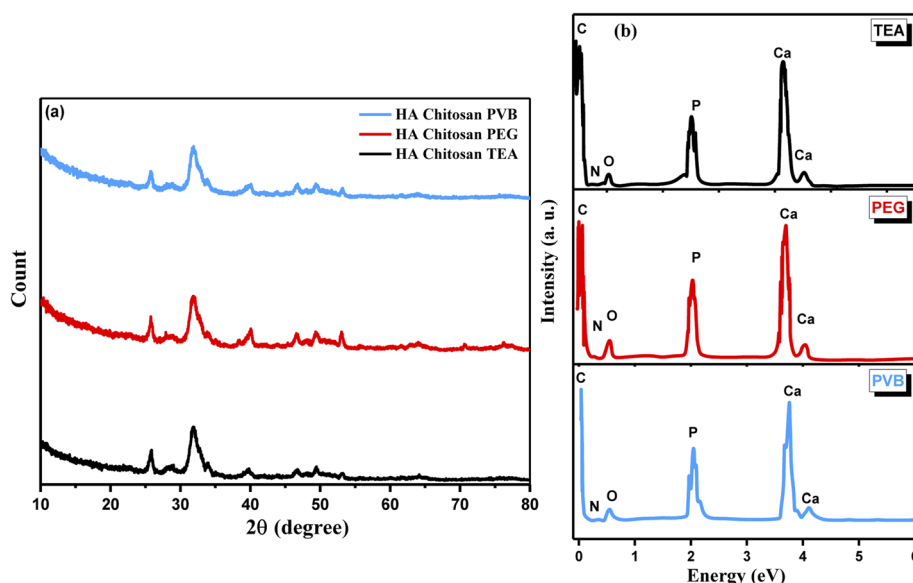 (a)
HA Chitosan PVB
HA Chitosan PEG
HA Chitosan TEA
Count
10 20 30 40 50 60 70 80
2θ (degree)
(b)
TEA
C
N
O
P
Ca
Ca
PEG
C
N
O
P
Ca
Ca
PVB
C
N
O
P
Ca
Ca
Intensity (a. u.)
0 1 2 3 4 5 6
Energy (eV)